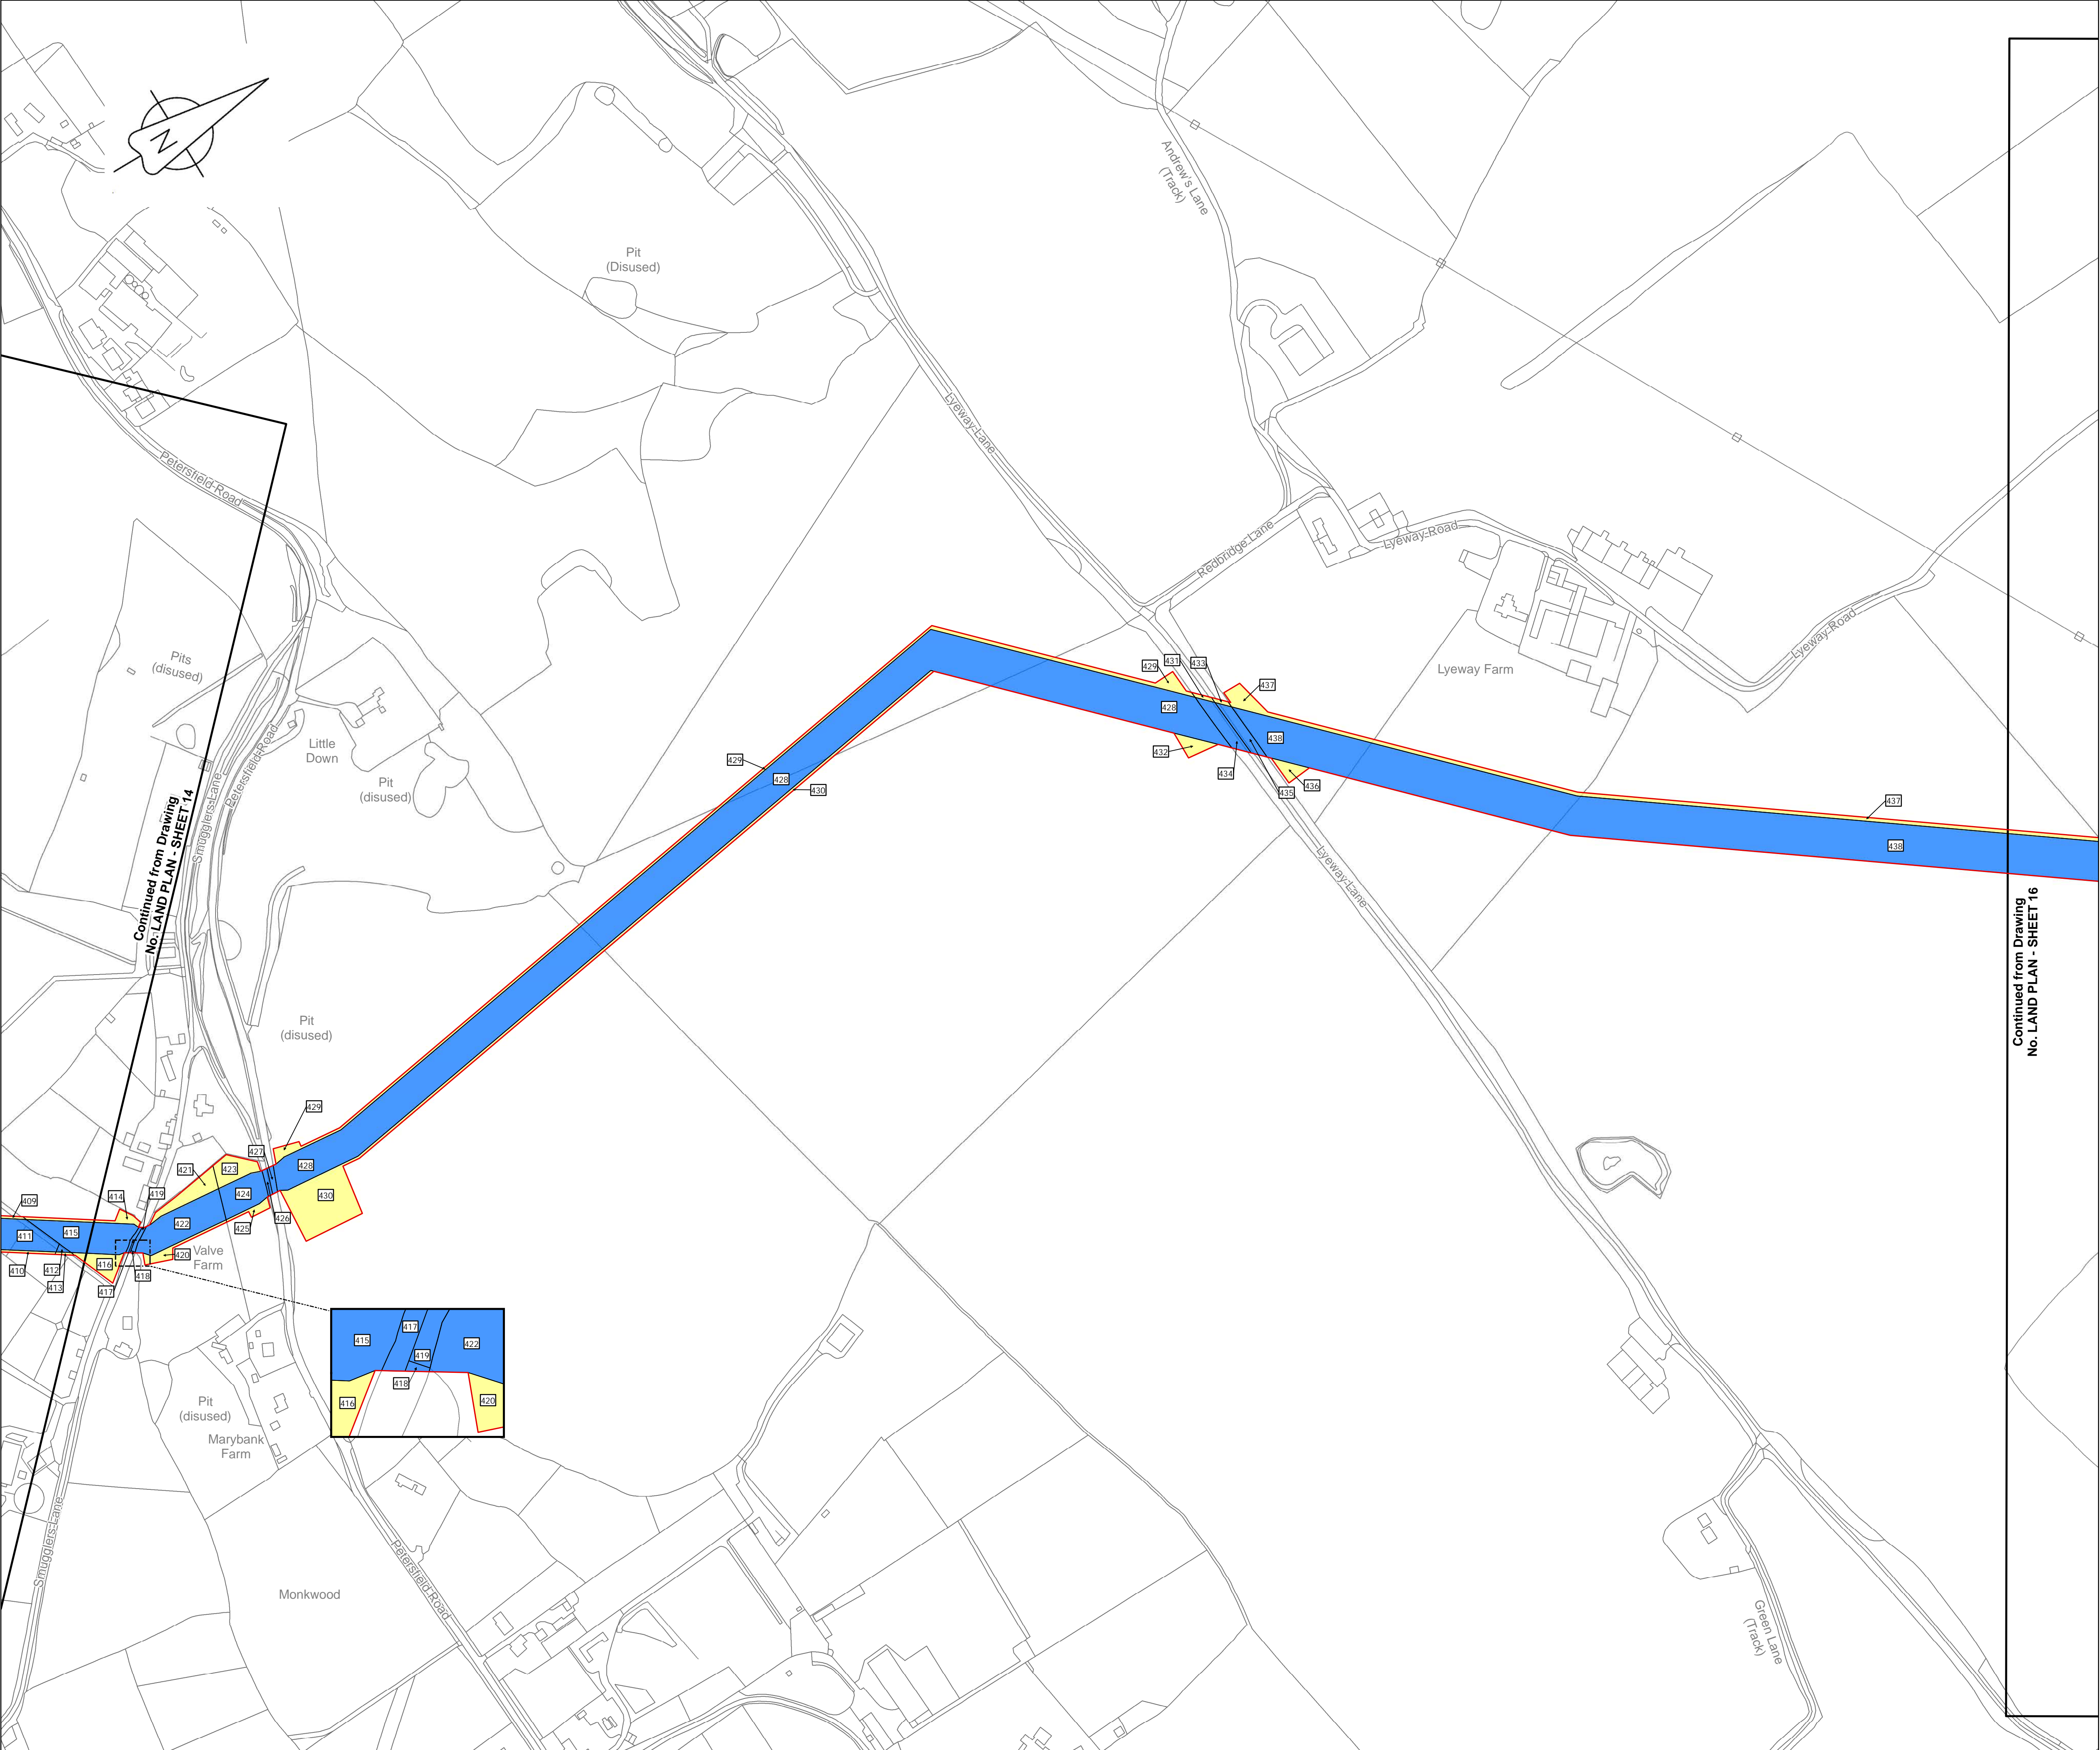 N
Andrew's Lane
(Track)
Pit
(Disused)
Lyeway Lane
Petersfield Road
Redbridge Lane
Lyeway Road
Lyeway Road
Pits
(disused)
Lyeway Farm
429
431
433
437
428
438
432
434
435
436
Little
Down
Petersfield Road
Smugglers Lane
Pit
(disused)
429
428
430
437
438
Continued from Drawing
No. LAND PLAN - SHEET 14
Lyeway Lane
Continued from Drawing
No. LAND PLAN - SHEET 16
Pit
(disused)
429
427
428
421
423
424
430
409
414
419
422
426
425
411
415
410
412
413
416
417
418
420
Valve
Farm
415
417
422
419
418
416
420
Pit
(disused)
Marybank
Farm
Smugglers Lane
Petersfield Road
Monkwood
Green Lane
(Track)